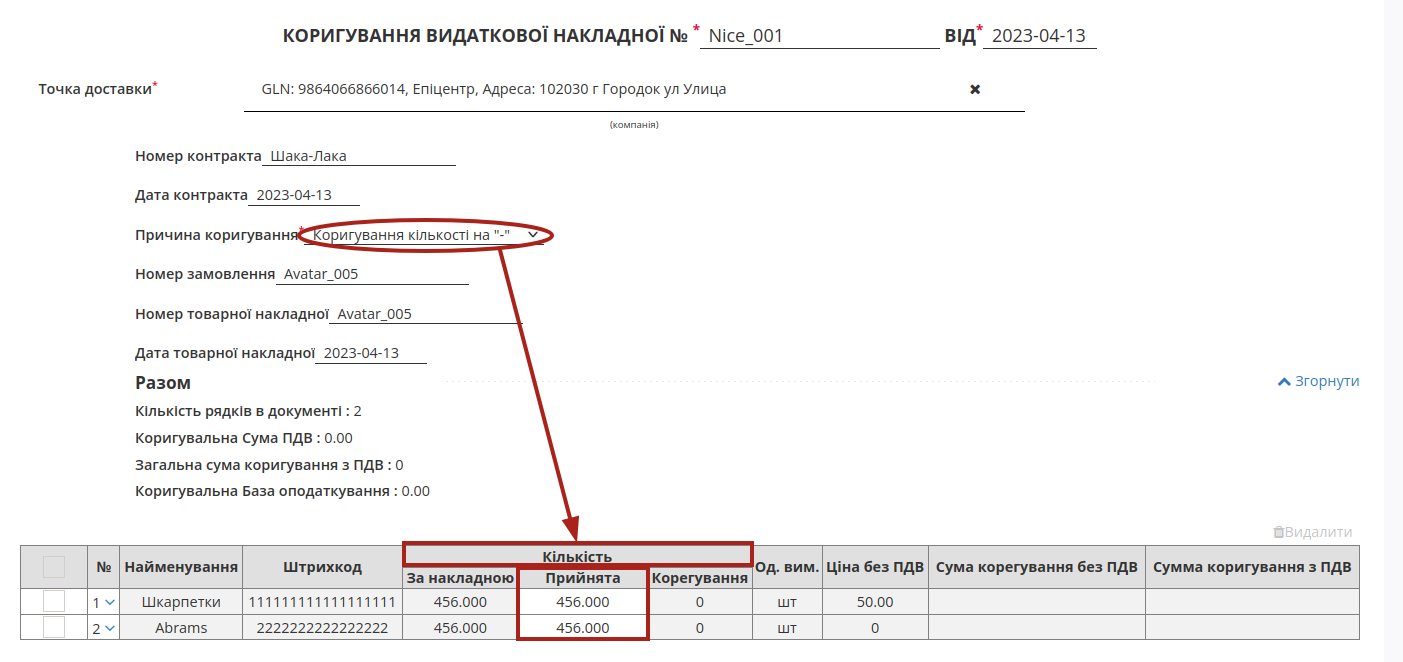 КОРИГУВАННЯ ВИДАТКОВОЇ НАКЛАДНОЇ № * Nice_001 ВІД* 2023-04-13
Точка доставки* GLN: 9864066866014, Епіцентр, Адреса: 102030 г Городок ул Улица ✖
(компанія)
Номер контракта Шака-Лака
Дата контракта 2023-04-13
Причина коригування* Коригування кількості на "-"
Номер замовлення Avatar_005
Номер товарної накладної Avatar_005
Дата товарної накладної 2023-04-13
Разом Згорнути
Кількість рядків в документі : 2
Коригувальна Сума ПДВ : 0.00
Загальна сума коригування з ПДВ : 0
Коригувальна База оподаткування : 0.00
Видалити
№ Найменування Штрихкод Кількість Од. вим. Ціна без ПДВ Сума корегування без ПДВ Сумма коригування з ПДВ
За накладною Прийнята Корегування
1 Шкарпетки 11111111111111111 456.000 456.000 0 шт 50.00
2 Abrams 2222222222222222 456.000 456.000 0 шт 0